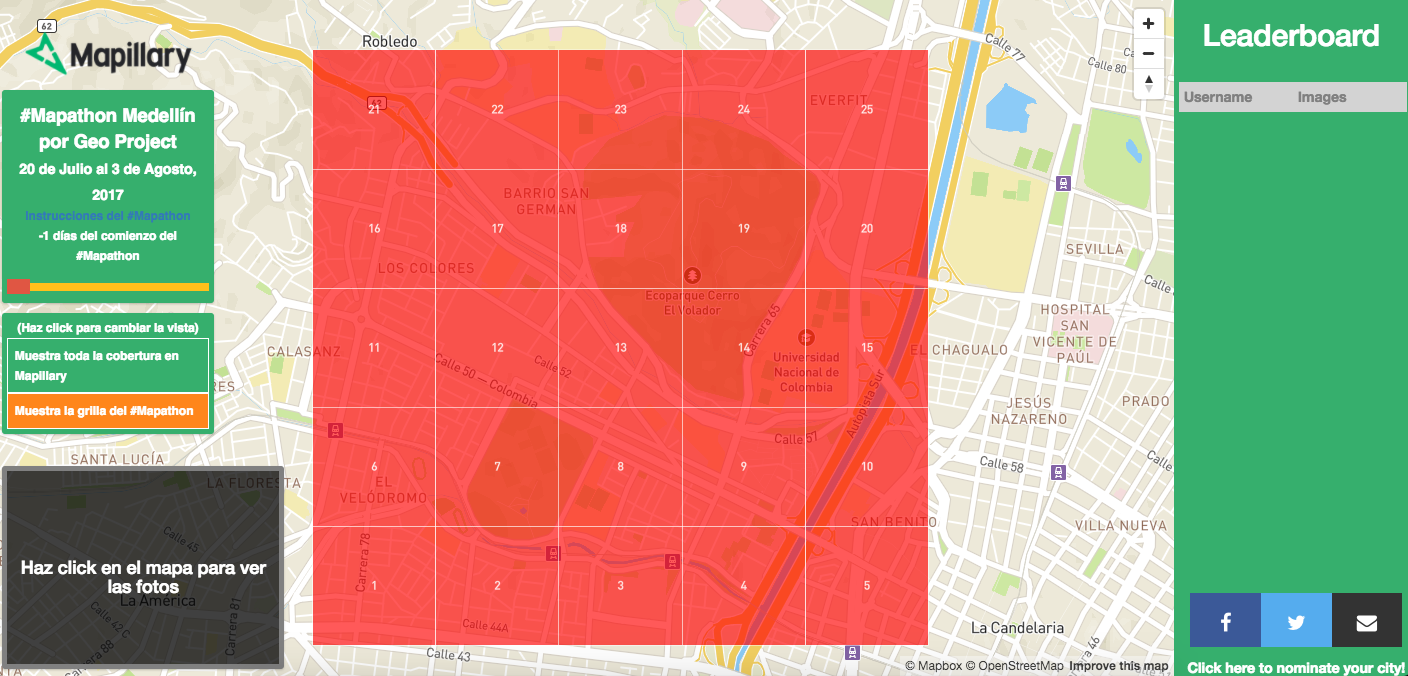 62
Mapillary
#Mapathon Medellín
por Geo Project
20 de Julio al 3 de Agosto,
2017
Instrucciones del #Mapathon
-1 días del comienzo del
#Mapathon
(Haz click para cambiar la vista)
Muestra toda la cobertura en
Mapillary
Muestra la grilla del #Mapathon
Haz click en el mapa para ver
las fotos
Robledo
62
21
22
23
24
25
EVERFIT
BARRIO SAN
GERMAN
16
17
18
19
20
LOS COLORES
Ecoparque Cerro
El Volador
11
12
13
14
15
CALASANZ
RES
Calle 50 — Colombia
Calle 52
Carrera 65
Universidad
Nacional de
Colombia
Autopista Sur
EL CHAGUALO
Calle 57
6
7
8
9
10
EL
VELÓDROMO
SANTA LUCÍA
LA FLORESTA
SAN BENITO
Calle 45
La América
Calle 42 C
Carrera 81
Carrera 88
Carrera 78
1
2
3
4
5
Calle 44A
Calle 43
Calle 77
Calle 80
SEVILLA
HOSPITAL
SAN
VICENTE DE
PAÚL
JESÚS
NAZARENO
PRADO
Calle 58
VILLA NUEVA
La Candelaria
© Mapbox © OpenStreetMap Improve this map
Leaderboard
Username Images
Click here to nominate your city!